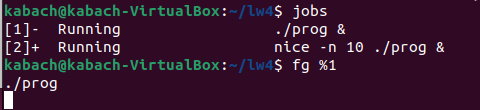 kabach@kabach-VirtualBox:~/lw4$ jobs
[1]-  Running                 ./prog &
[2]+  Running                 nice -n 10 ./prog &
kabach@kabach-VirtualBox:~/lw4$ fg %1
./prog